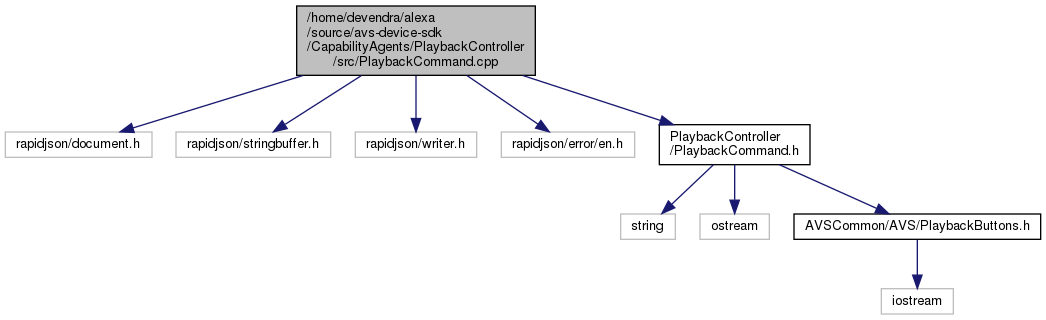 /home/devendra/alexa
/source/avs-device-sdk
/CapabilityAgents/PlaybackController
/src/PlaybackCommand.cpp
rapidjson/document.h
rapidjson/stringbuffer.h
rapidjson/writer.h
rapidjson/error/en.h
PlaybackController
/PlaybackCommand.h
string
ostream
AVSCommon/AVS/PlaybackButtons.h
iostream